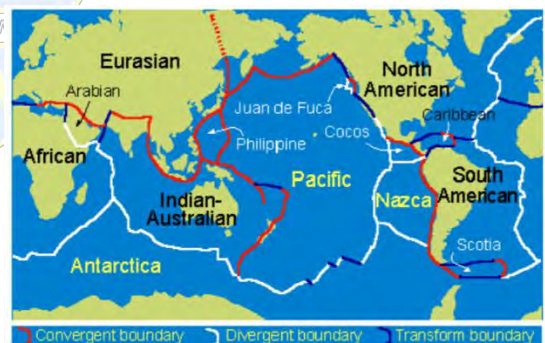 Eurasian
North
American
Arabian
Juan de Fuca
Caribbean
Cocos
Philippine
African
Pacific
South
American
Indian-
Australian
Nazca
Scotia
Antarctica
Convergent boundary
Divergent boundary
Transform boundary